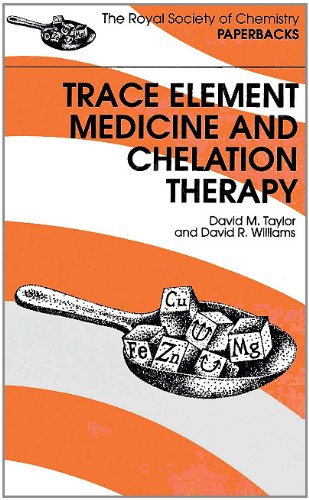 The Royal Society of Chemistry
PAPERBACKS
TRACE ELEMENT
MEDICINE AND
CHELATION
THERAPY
David M. Taylor
and David R. Williams
Cu
Fe
Zn
Mg